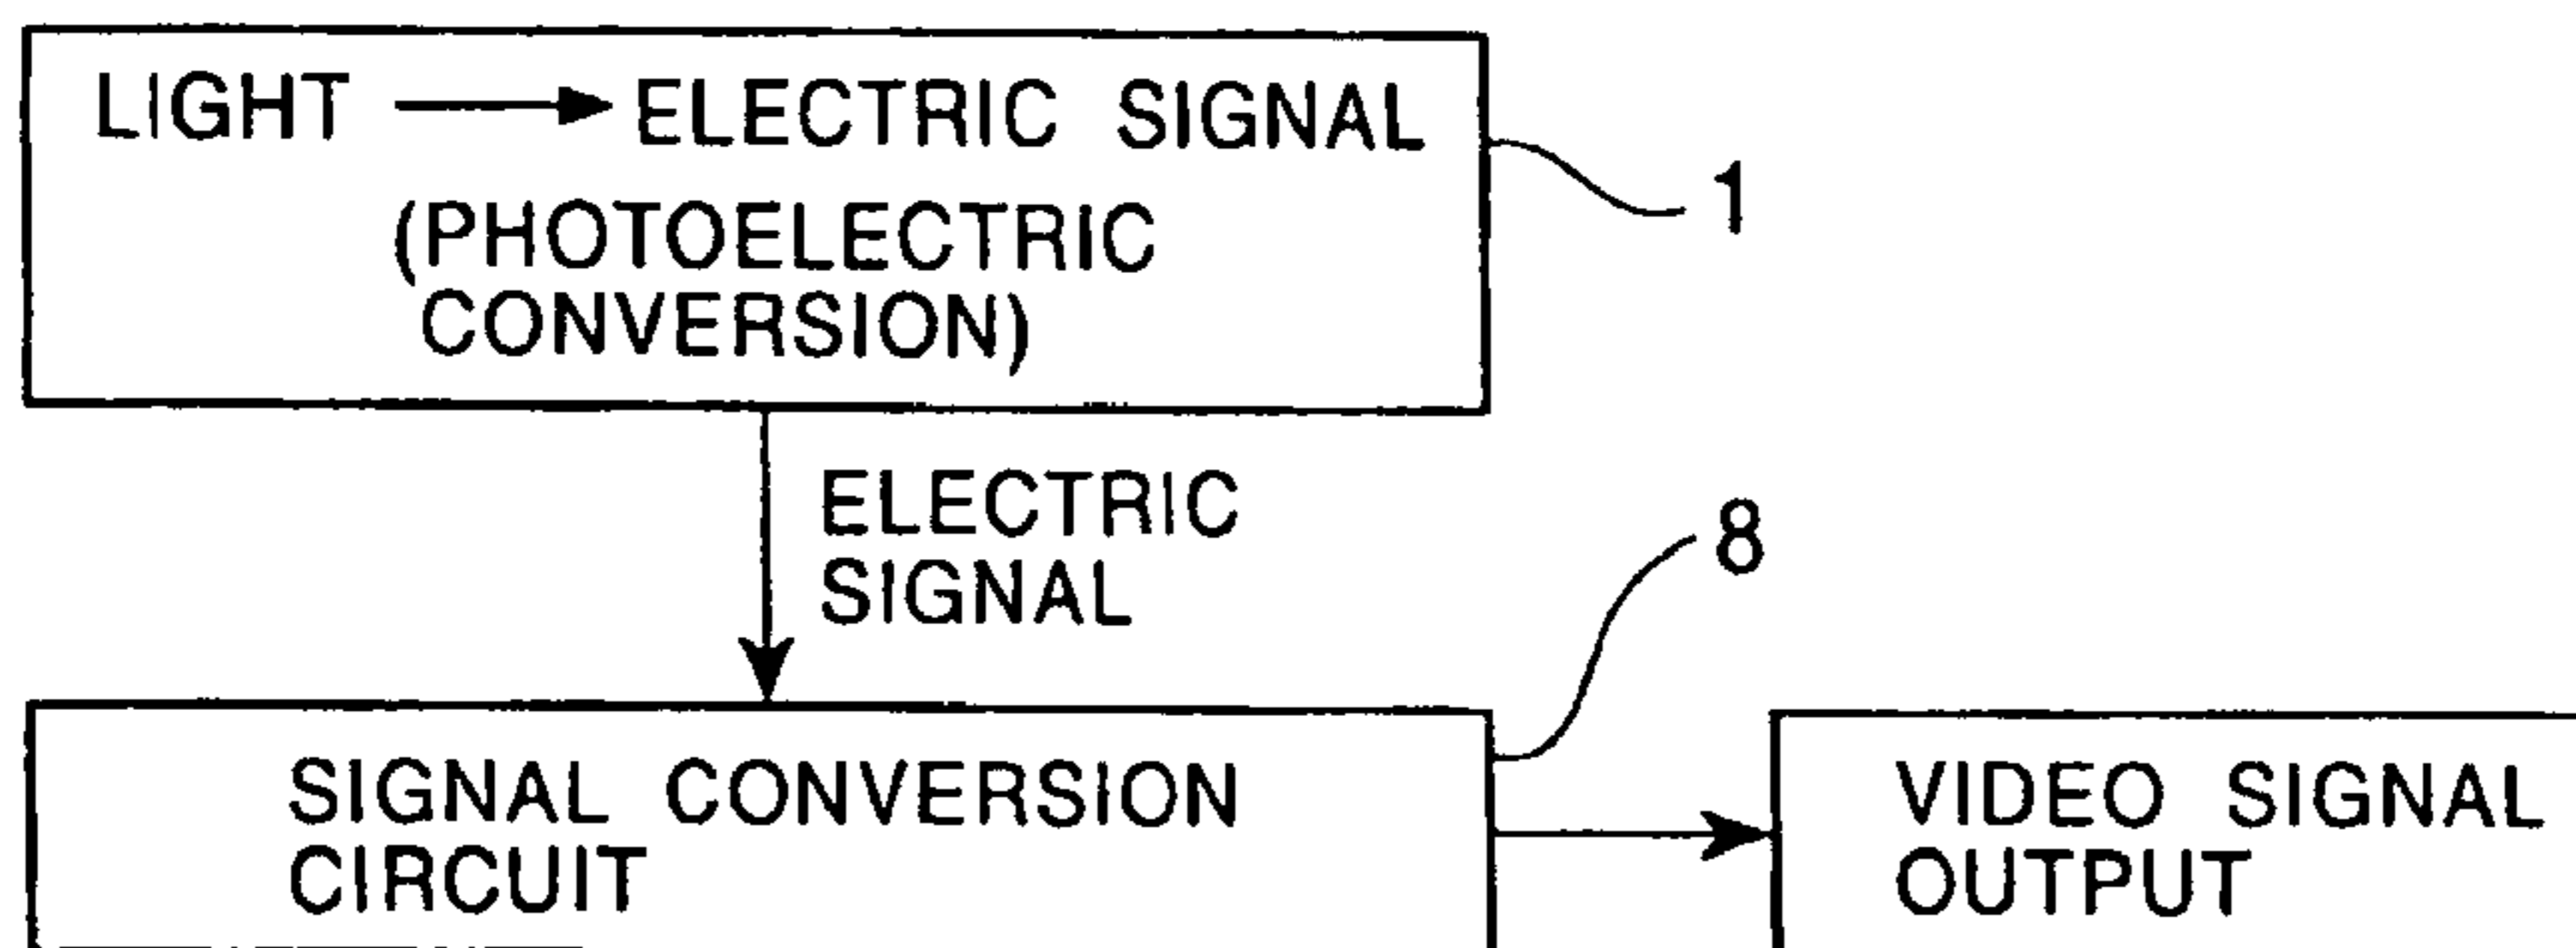 LIGHT → ELECTRIC SIGNAL
(PHOTOELECTRIC
CONVERSION)
1
ELECTRIC
SIGNAL
8
SIGNAL CONVERSION
CIRCUIT
VIDEO SIGNAL
OUTPUT